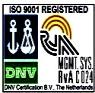 ISO 9001 REGISTERED
DNV
MGMT. SYS.
RvA C 024
DNV Certification B.V., The Netherlands